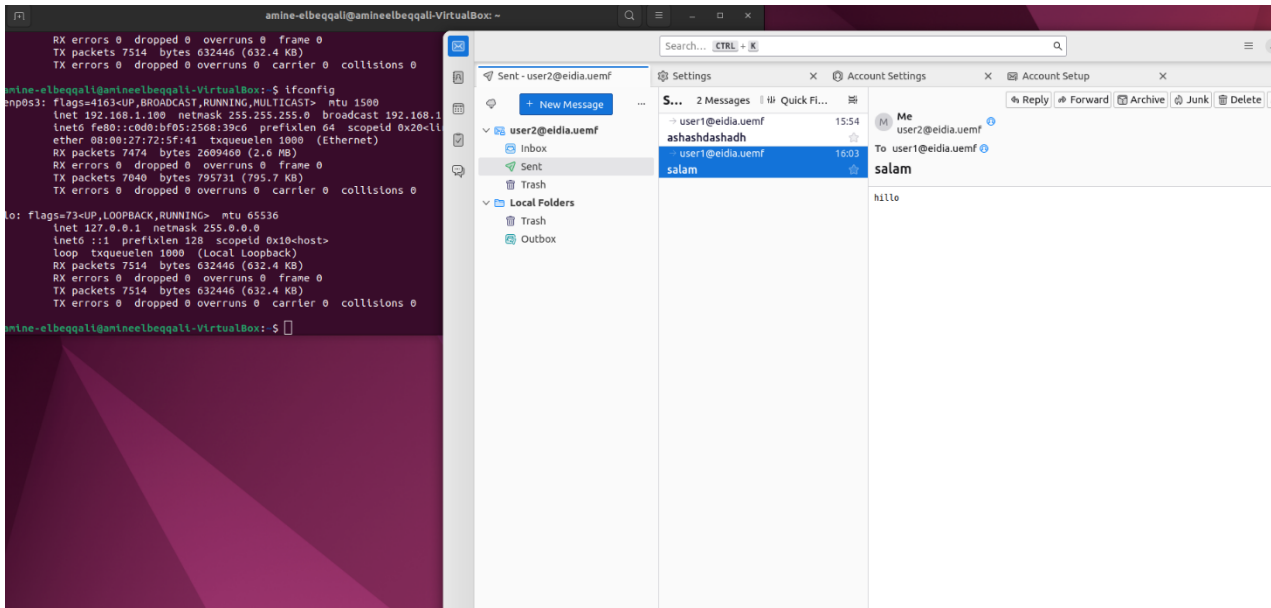 amine-elbeqqali@amineelbeqqali-VirtualBox: ~
RX errors 0 dropped 0 overruns 0 frame 0
TX packets 7514 bytes 632446 (632.4 KB)
TX errors 0 dropped 0 overruns 0 carrier 0 collisions 0
amine-elbeqqali@amineelbeqqali-VirtualBox:~$ ifconfig
enp0s3: flags=4163<UP,BROADCAST,RUNNING,MULTICAST> mtu 1500
inet 192.168.1.100 netmask 255.255.255.0 broadcast 192.168.1
inet6 fe80::c0d0:bf05:2568:39c6 prefixlen 64 scopeid 0x20<li
ether 08:00:27:72:5f:41 txqueuelen 1000 (Ethernet)
RX packets 7474 bytes 2609460 (2.6 MB)
RX errors 0 dropped 0 overruns 0 frame 0
TX packets 7040 bytes 795731 (795.7 KB)
TX errors 0 dropped 0 overruns 0 carrier 0 collisions 0
lo: flags=73<UP,LOOPBACK,RUNNING> mtu 65536
inet 127.0.0.1 netmask 255.0.0.0
inet6 ::1 prefixlen 128 scopeid 0x10<host>
loop txqueuelen 1000 (Local Loopback)
RX packets 7514 bytes 632446 (632.4 KB)
RX errors 0 dropped 0 overruns 0 frame 0
TX packets 7514 bytes 632446 (632.4 KB)
TX errors 0 dropped 0 overruns 0 carrier 0 collisions 0
amine-elbeqqali@amineelbeqqali-VirtualBox:~$
Search... CTRL + K
Sent - user2@eidia.uemf
Settings
Account Settings
Account Setup
+ New Message
user2@eidia.uemf
Inbox
Sent
Trash
Local Folders
Trash
Outbox
S... 2 Messages Quick Fi...
user1@eidia.uemf 15:54
ashashdashadh
user1@eidia.uemf 16:03
salam
Reply Forward Archive Junk Delete
M Me
user2@eidia.uemf
To user1@eidia.uemf
salam
hillo